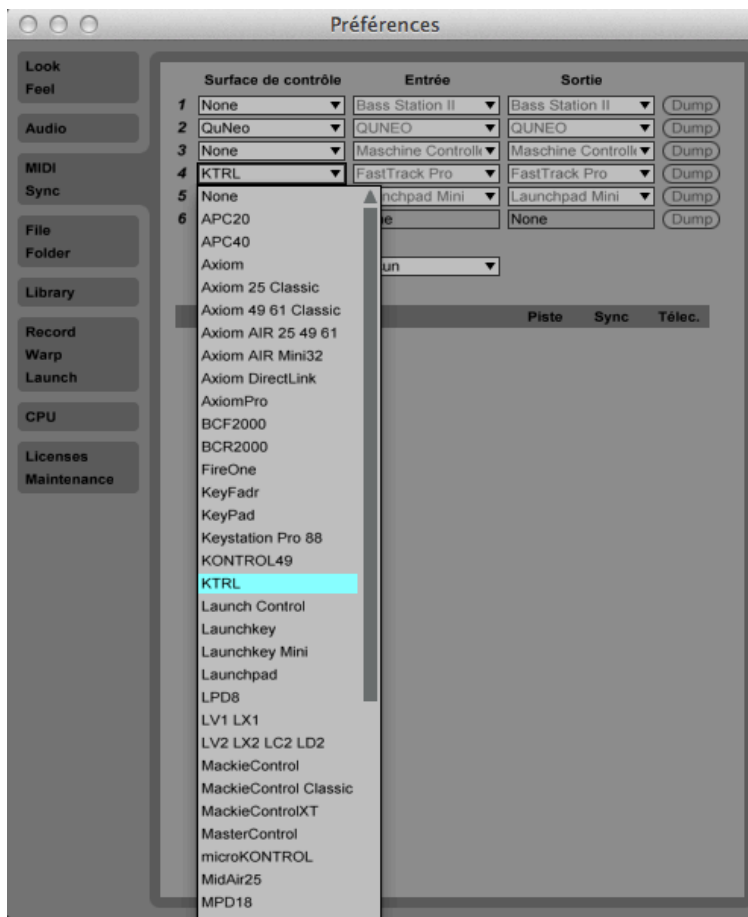 Préférences
Look
Feel
Audio
MIDI
Sync
File
Folder
Library
Record
Warp
Launch
CPU
Licenses
Maintenance
Surface de contrôle Entrée Sortie
1 None Bass Station II Bass Station II Dump
2 QuNeo QUNEO QUNEO Dump
3 None Maschine Controlle Maschine Controlle Dump
4 KTRL FastTrack Pro FastTrack Pro Dump
5 None nchpad Mini Launchpad Mini Dump
6 APC20 ne None Dump
APC40
Axiom un
Axiom 25 Classic
Axiom 49 61 Classic Piste Sync Télec.
Axiom AIR 25 49 61
Axiom AIR Mini32
Axiom DirectLink
AxiomPro
BCF2000
BCR2000
FireOne
KeyFadr
KeyPad
Keystation Pro 88
KONTROL49
KTRL
Launch Control
Launchkey
Launchkey Mini
Launchpad
LPD8
LV1 LX1
LV2 LX2 LC2 LD2
MackieControl
MackieControl Classic
MackieControlXT
MasterControl
microKONTROL
MidAir25
MPD18